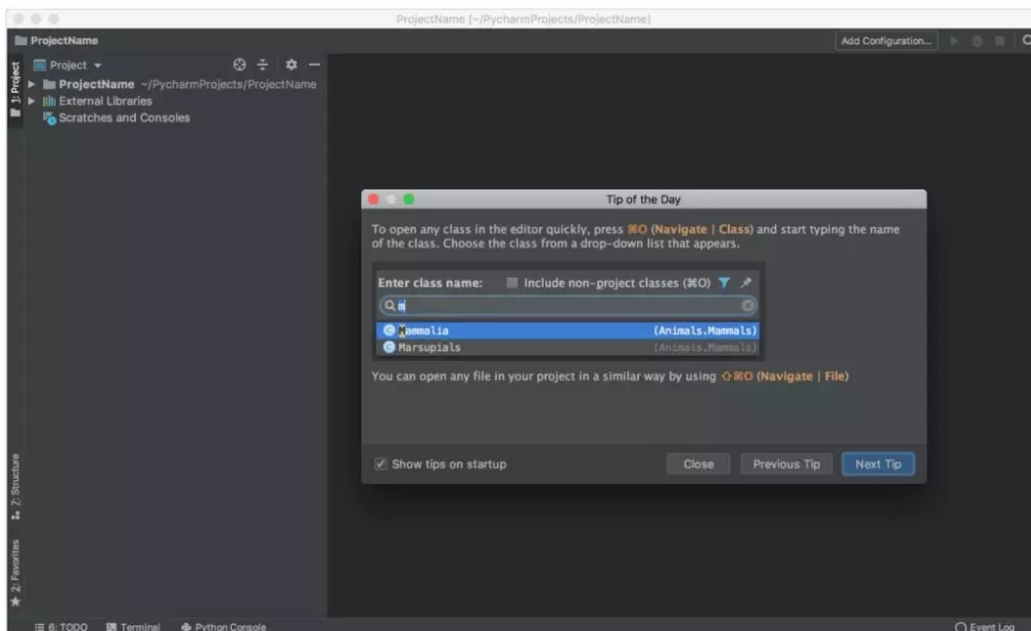 ProjectName [~/PycharmProjects/ProjectName]
ProjectName
Add Configuration...
1: Project
Project
ProjectName ~/PycharmProjects/ProjectName
External Libraries
Scratches and Consoles
Tip of the Day
To open any class in the editor quickly, press ⌘O (Navigate | Class) and start typing the name
of the class. Choose the class from a drop-down list that appears.
Enter class name: Include non-project classes (⌘O)
m
Mammalia (Animals.Mammals)
Marsupials (Animals.Mammals)
You can open any file in your project in a similar way by using ⇧⌘O (Navigate | File)
Show tips on startup
Close
Previous Tip
Next Tip
7: Structure
2: Favorites
6: TODO
Terminal
Python Console
Event Log